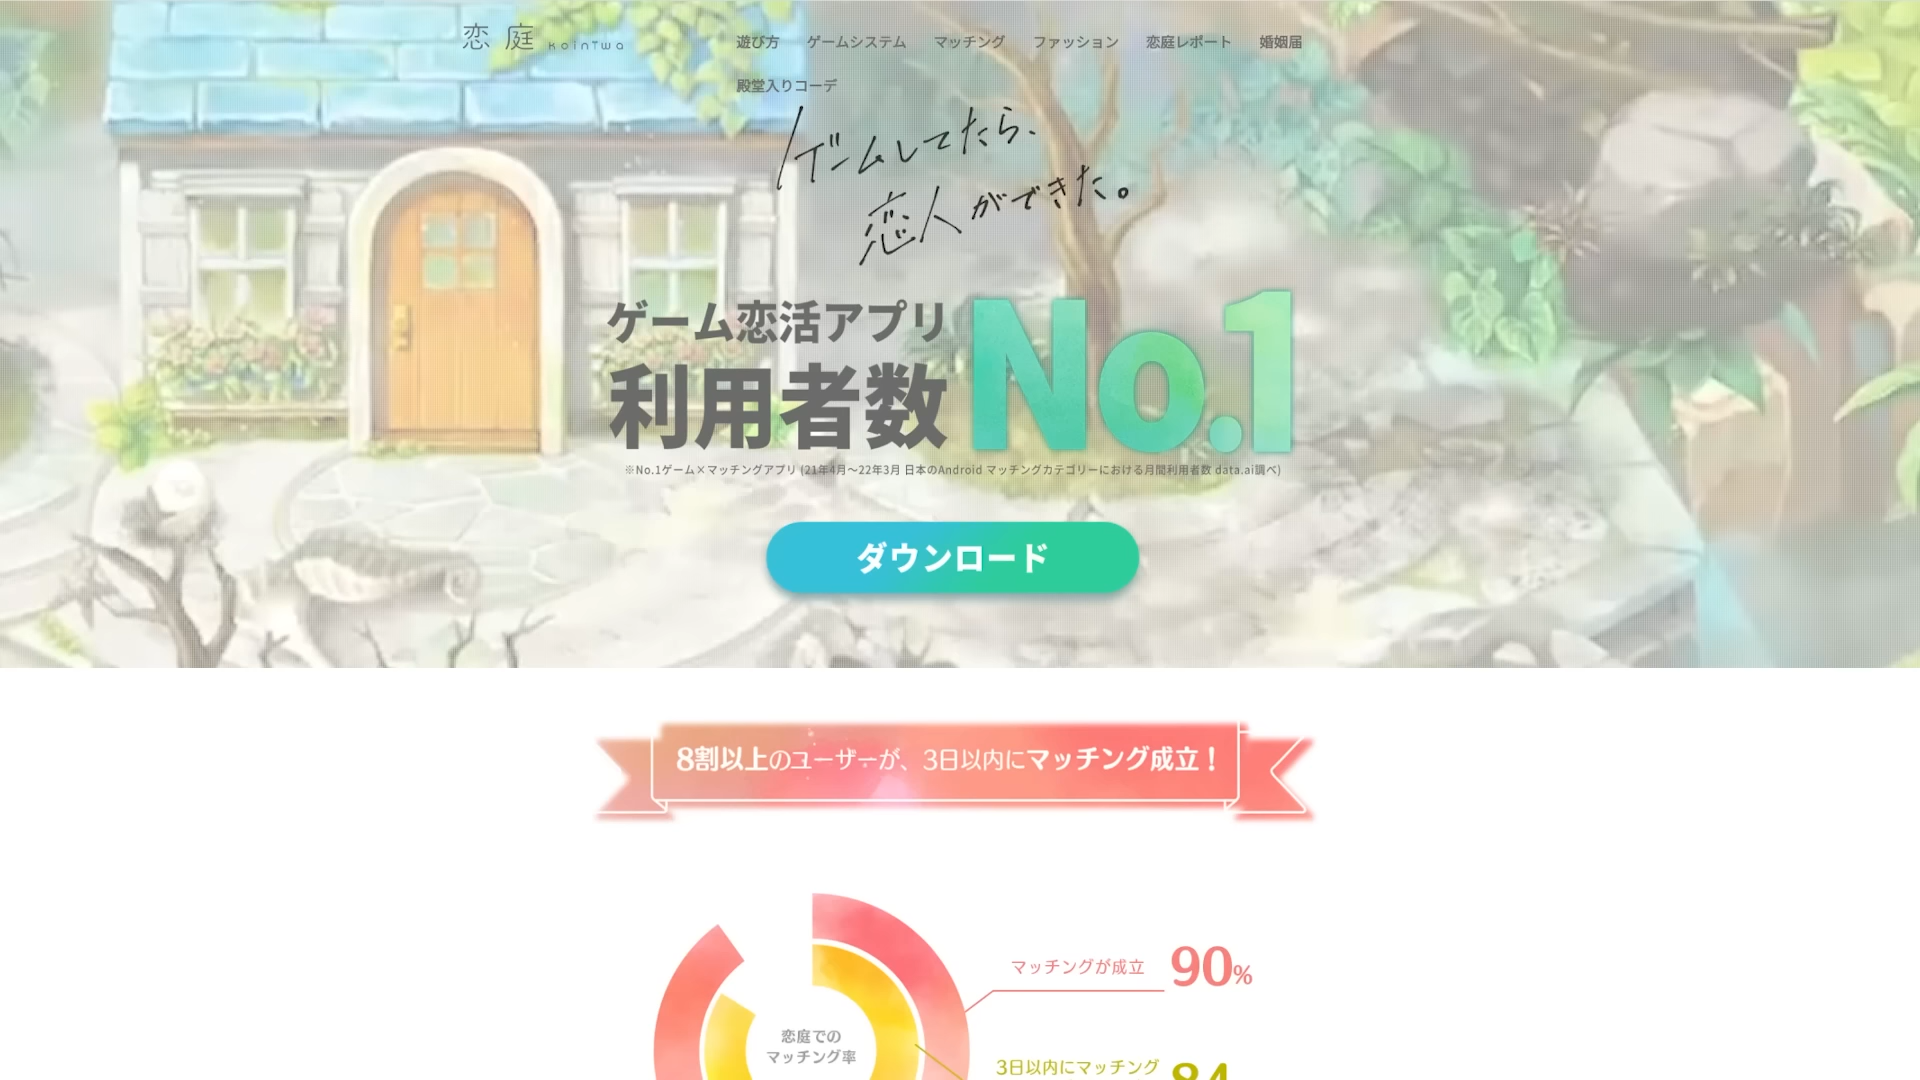 恋庭 koiniwa
遊び方 ゲームシステム マッチング ファッション 恋庭レポート 婚姻届
殿堂入りコーデ
ゲームしてたら、
恋人ができた。
ゲーム恋活アプリ
利用者数 No.1
※No.1ゲーム×マッチングアプリ (21年4月〜22年3月 日本のAndroid マッチングカテゴリーにおける月間利用者数 data.ai調べ)
ダウンロード
8割以上のユーザーが、3日以内にマッチング成立！
マッチングが成立 90%
恋庭での
マッチング率
3日以内にマッチング 84